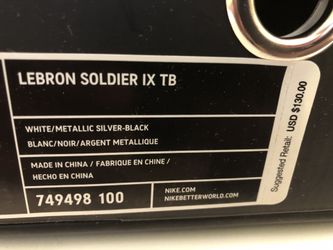 LEBRON SOLDIER IX TB
WHITE/METALLIC SILVER-BLACK
BLANC/NOIR/ARGENT METALLIQUE
MADE IN CHINA / FABRIQUE EN CHINE /
HECHO EN CHINA
749498 100
NIKE.COM
NIKEBETTERWORLD.COM
Suggested Retail:
USD $130.00